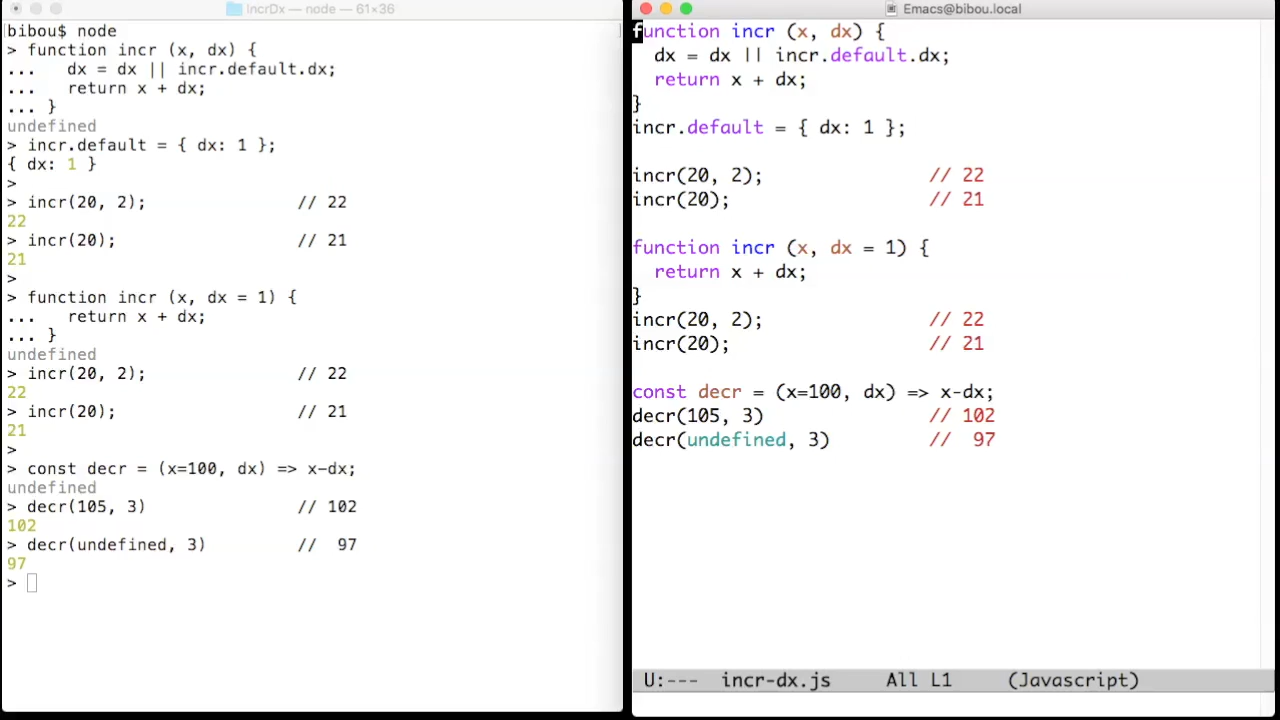 IncrDx — node — 61×36
bibou$ node
> function incr (x, dx) {
...   dx = dx || incr.default.dx;
...   return x + dx;
... }
undefined
> incr.default = { dx: 1 };
{ dx: 1 }
>
> incr(20, 2);               // 22
22
> incr(20);                  // 21
21
>
> function incr (x, dx = 1) {
...   return x + dx;
... }
undefined
> incr(20, 2);               // 22
22
> incr(20);                  // 21
21
>
> const decr = (x=100, dx) => x-dx;
undefined
> decr(105, 3)               // 102
102
> decr(undefined, 3)         //  97
97
>
Emacs@bibou.local
function incr (x, dx) {
  dx = dx || incr.default.dx;
  return x + dx;
}
incr.default = { dx: 1 };
incr(20, 2);               // 22
incr(20);                  // 21
function incr (x, dx = 1) {
  return x + dx;
}
incr(20, 2);               // 22
incr(20);                  // 21
const decr = (x=100, dx) => x-dx;
decr(105, 3)               // 102
decr(undefined, 3)         //  97
U:---  incr-dx.js     All L1     (Javascript)